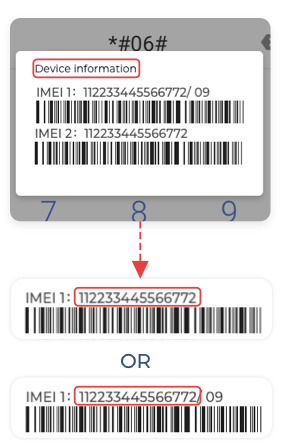 *#06#
Device information
IMEI 1: 112233445566772/ 09
IMEI 2: 112233445566772
7 8 9
IMEI 1: 112233445566772
OR
IMEI 1: 112233445566772/ 09